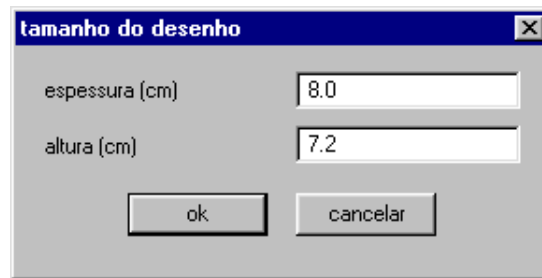 tamanho do desenho
espessura (cm) 8.0
altura (cm) 7.2
ok cancelar